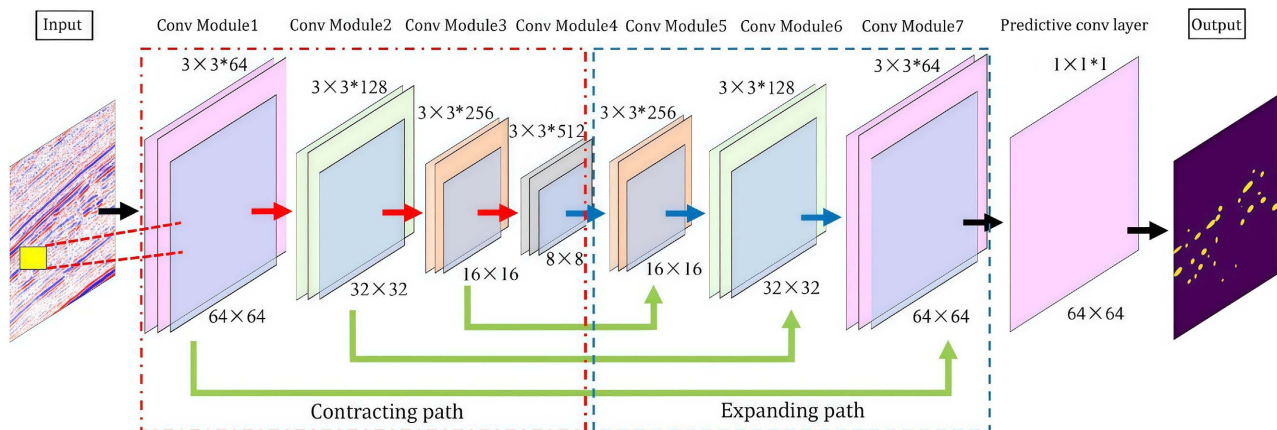 Input
Conv Module1
Conv Module2
Conv Module3
Conv Module4
Conv Module5
Conv Module6
Conv Module7
Predictive conv layer
Output
3×3*64
3×3*128
3×3*256
3×3*512
3×3*256
3×3*128
3×3*64
1×1*1
64×64
32×32
16×16
8×8
16×16
32×32
64×64
64×64
Contracting path
Expanding path